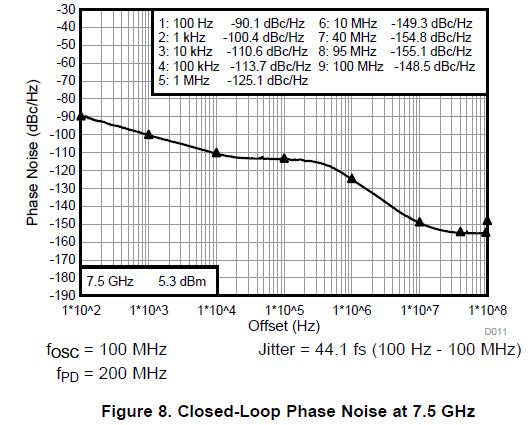 -30
-40
-50
-60
-70
-80
-90
-100
-110
-120
-130
-140
-150
-160
-170
-180
-190
Phase Noise (dBc/Hz)
1: 100 Hz -90.1 dBc/Hz 6: 10 MHz -149.3 dBc/Hz
2: 1 kHz -100.4 dBc/Hz 7: 40 MHz -154.8 dBc/Hz
3: 10 kHz -110.6 dBc/Hz 8: 95 MHz -155.1 dBc/Hz
4: 100 kHz -113.7 dBc/Hz 9: 100 MHz -148.5 dBc/Hz
5: 1 MHz -125.1 dBc/Hz
7.5 GHz 5.3 dBm
1*10^2 1*10^3 1*10^4 1*10^5 1*10^6 1*10^7 1*10^8
Offset (Hz)
D011
fOSC = 100 MHz Jitter = 44.1 fs (100 Hz - 100 MHz)
fPD = 200 MHz
Figure 8. Closed-Loop Phase Noise at 7.5 GHz